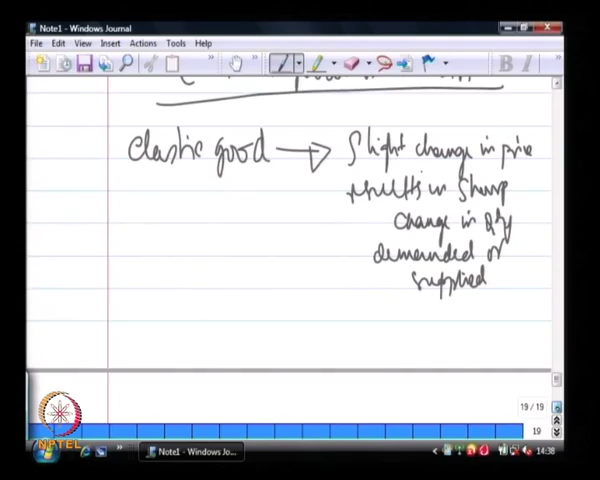 Note1 - Windows Journal
File Edit View Insert Actions Tools Help
B I
Elastic good → Slight change in price
results in Sharp
change in Qty
demanded or
supplied
19 / 19
19
NPTEL
Note1 - Windows Jo...
14:38